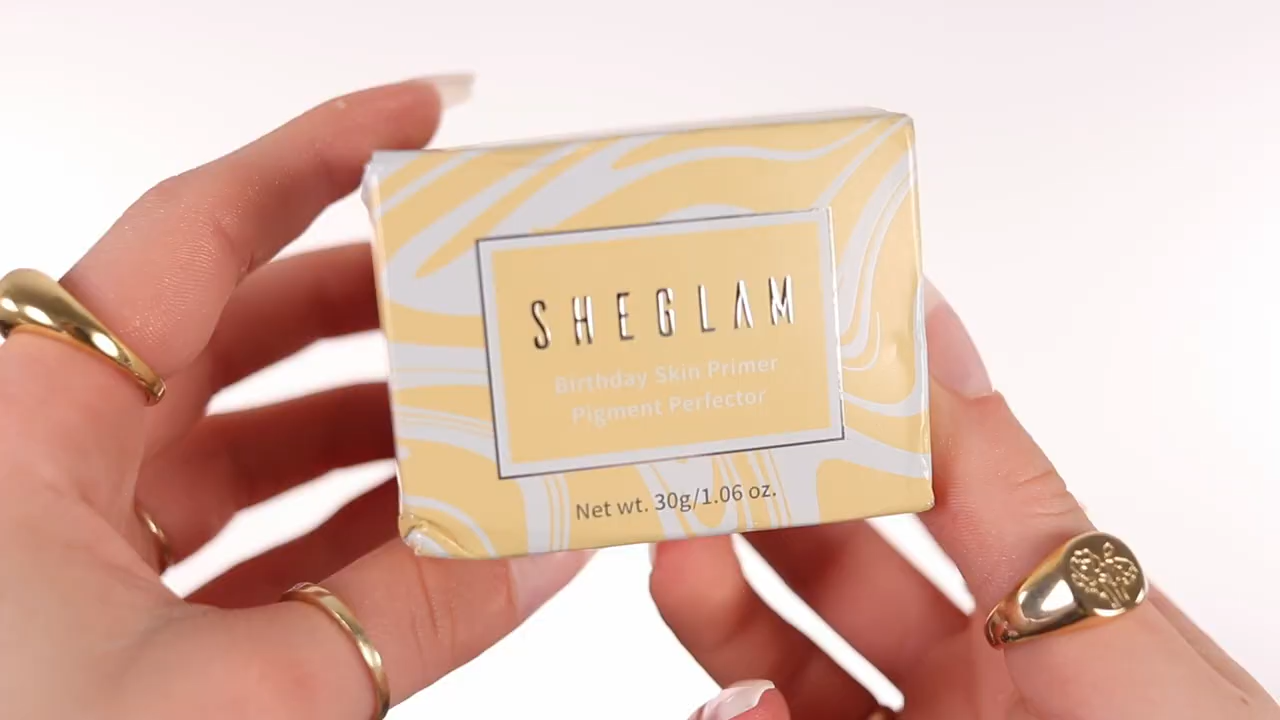 SHEGLAM
Birthday Skin Primer
Pigment Perfector
Net wt. 30g/1.06 oz.